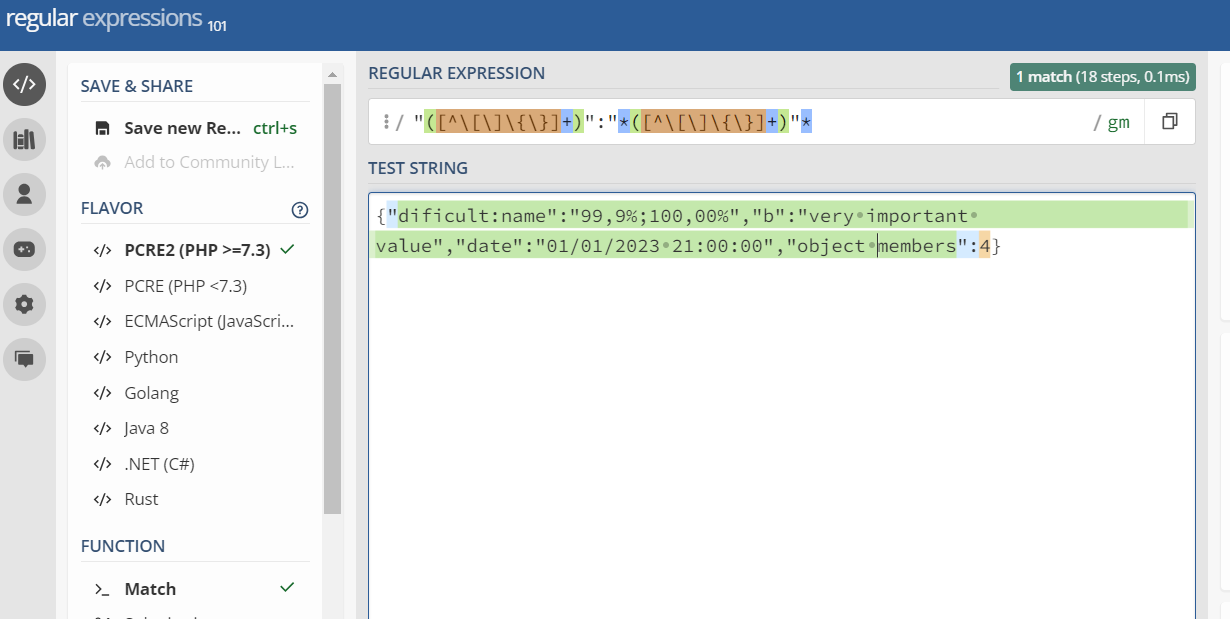 regular expressions 101
SAVE & SHARE
Save new Re... ctrl+s
Add to Community L...
FLAVOR
PCRE2 (PHP >=7.3)
PCRE (PHP <7.3)
ECMAScript (JavaScri...
Python
Golang
Java 8
.NET (C#)
Rust
FUNCTION
>_ Match
REGULAR EXPRESSION
1 match (18 steps, 0.1ms)
/ "([^\[\]\{\}]+)":"*([^\[\]\{\}]+)"* / gm
TEST STRING
{"dificult:name":"99,9%;100,00%","b":"very·important·
value","date":"01/01/2023·21:00:00","object·members":4}